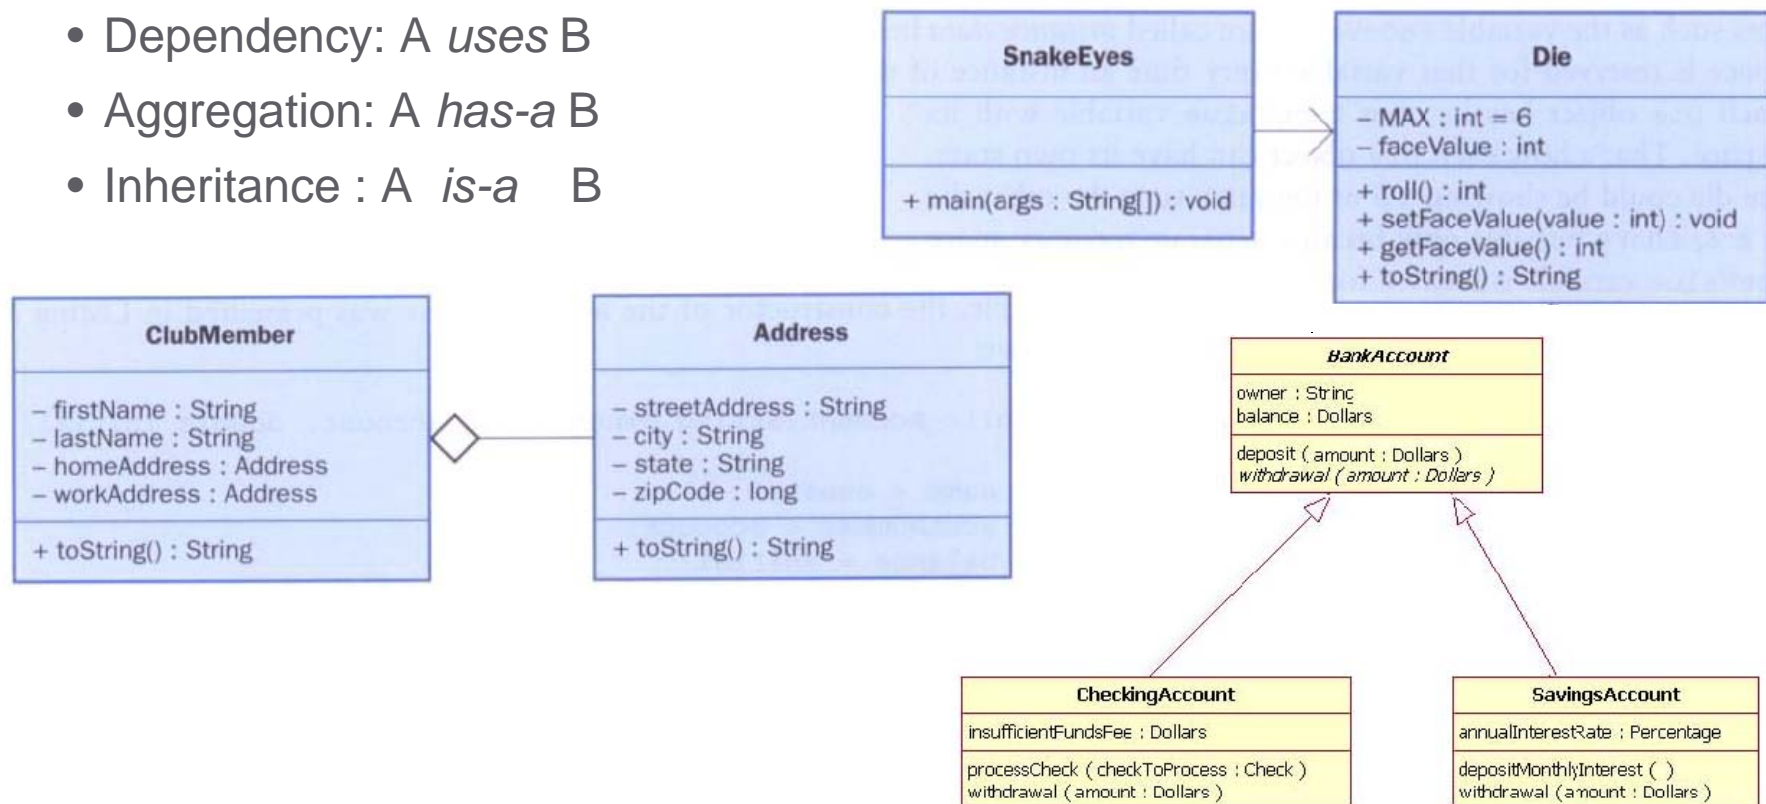 • Dependency: A uses B
• Aggregation: A has-a B
• Inheritance : A is-a B
SnakeEyes
+ main(args : String[]) : void
Die
– MAX : int = 6
– faceValue : int
+ roll() : int
+ setFaceValue(value : int) : void
+ getFaceValue() : int
+ toString() : String
ClubMember
– firstName : String
– lastName : String
– homeAddress : Address
– workAddress : Address
+ toString() : String
Address
– streetAddress : String
– city : String
– state : String
– zipCode : long
+ toString() : String
BankAccount
owner : String
balance : Dollars
deposit ( amount : Dollars )
withdrawal ( amount : Dollars )
CheckingAccount
insufficientFundsFee : Dollars
processCheck ( checkToProcess : Check )
withdrawal ( amount : Dollars )
SavingsAccount
annualInterestRate : Percentage
depositMonthlyInterest ( )
withdrawal ( amount : Dollars )